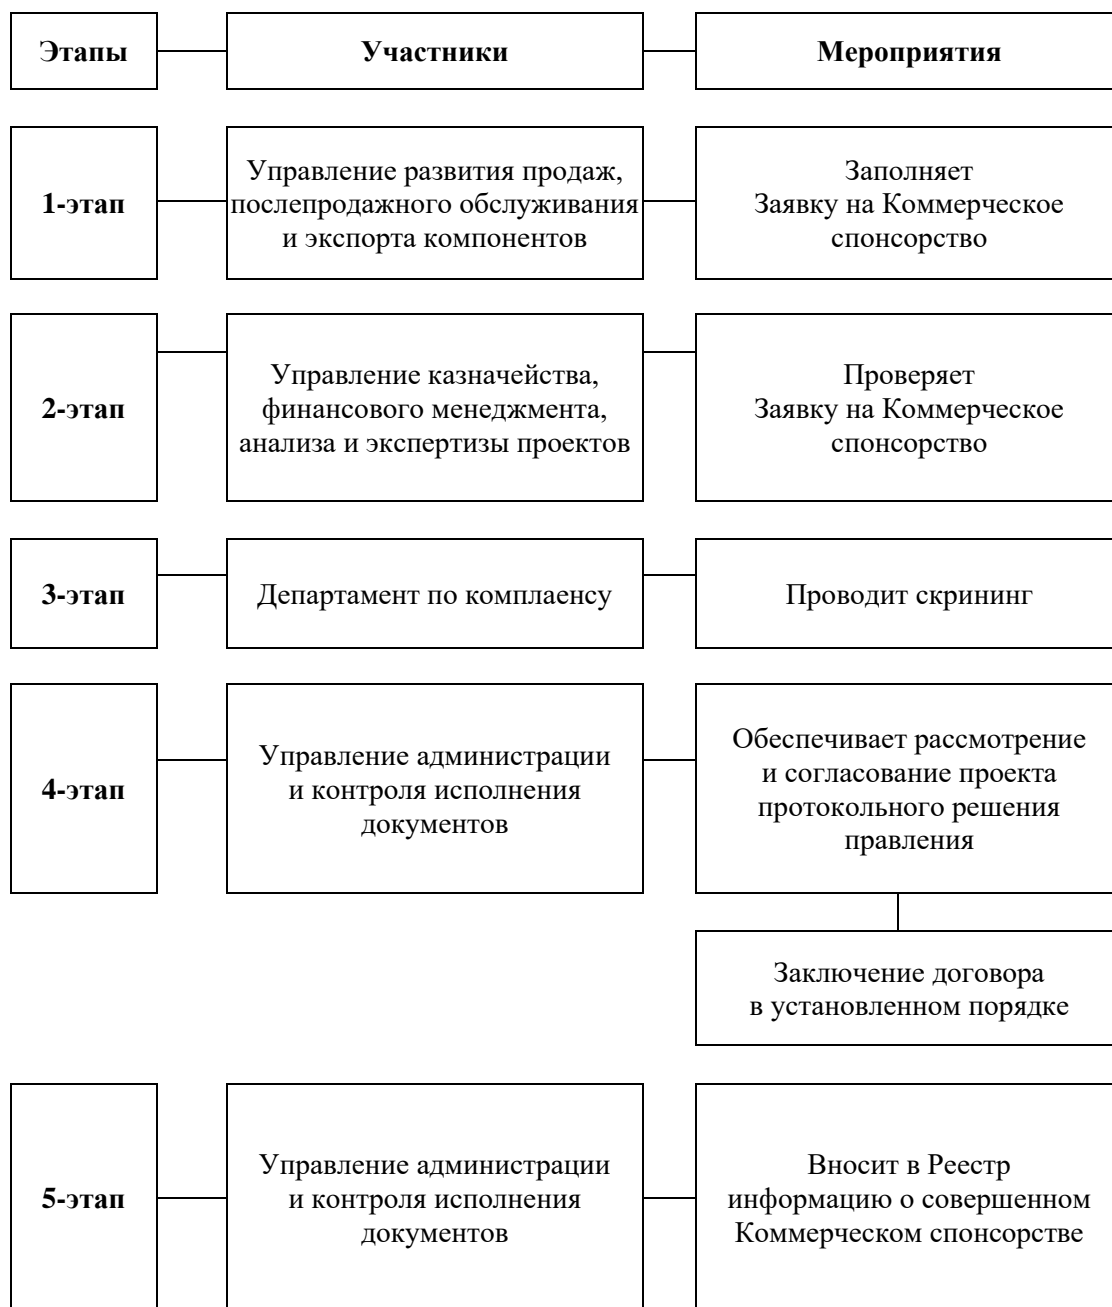 Этапы
Участники
Мероприятия
1-этап
Управление развития продаж,
послепродажного обслуживания
и экспорта компонентов
Заполняет
Заявку на Коммерческое
спонсорство
2-этап
Управление казначейства,
финансового менеджмента,
анализа и экспертизы проектов
Проверяет
Заявку на Коммерческое
спонсорство
3-этап
Департамент по комплаенсу
Проводит скрининг
4-этап
Управление администрации
и контроля исполнения
документов
Обеспечивает рассмотрение
и согласование проекта
протокольного решения
правления
Заключение договора
в установленном порядке
5-этап
Управление администрации
и контроля исполнения
документов
Вносит в Реестр
информацию о совершенном
Коммерческом спонсорстве